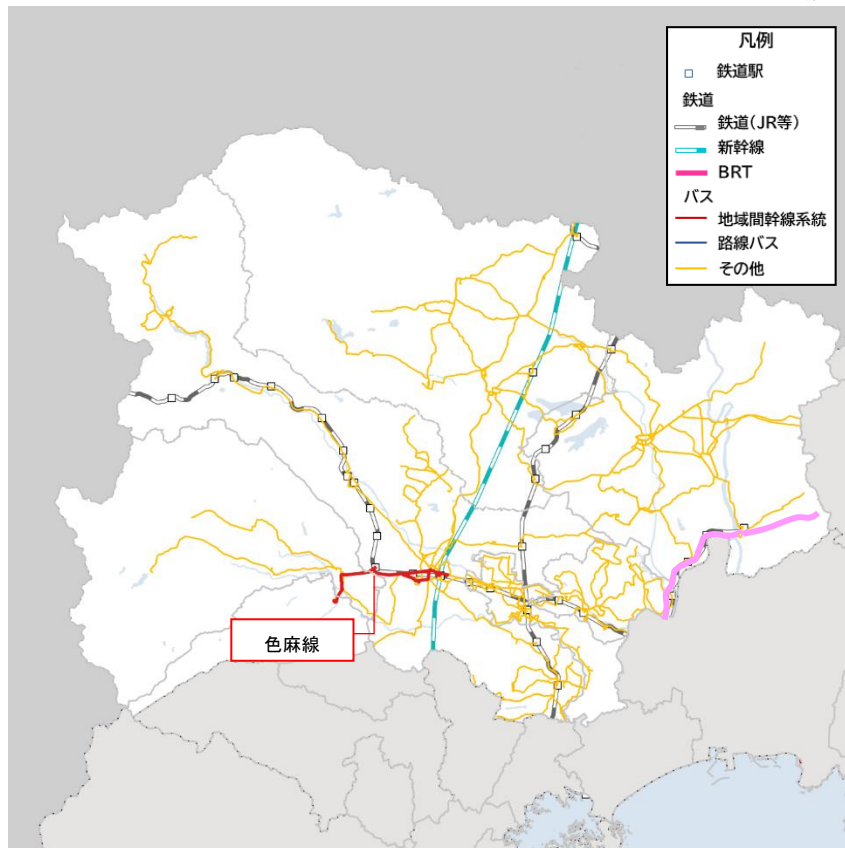 凡例
鉄道駅
鉄道
鉄道(JR等)
新幹線
BRT
バス
地域間幹線系統
路線バス
その他
色麻線